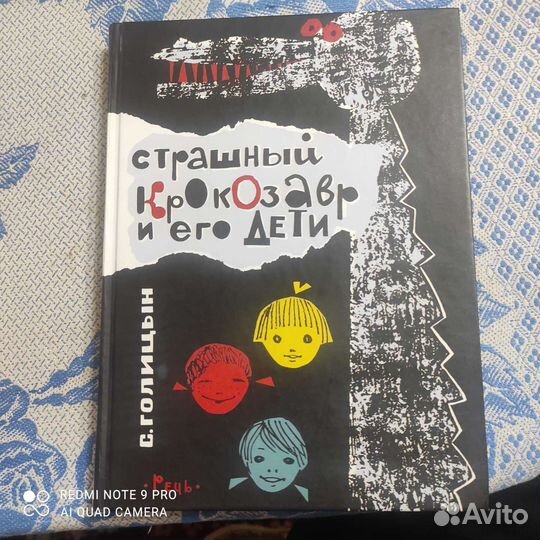 страшный
крокозавр
и его дети
С. ГОЛИЦЫН
· Речь ·
REDMI NOTE 9 PRO
AI QUAD CAMERA
Avito